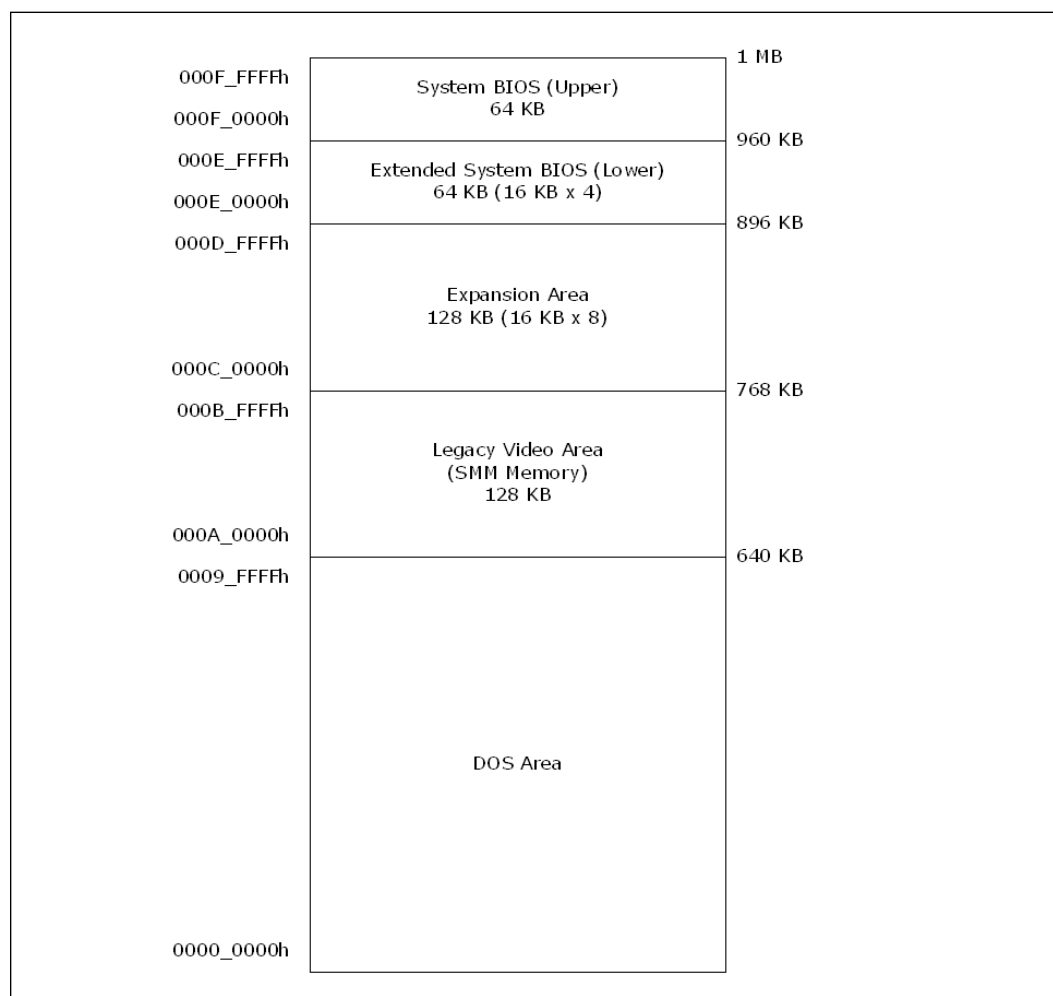 1 MB
000F_FFFFh
System BIOS (Upper)
64 KB
000F_0000h
960 KB
000E_FFFFh
Extended System BIOS (Lower)
64 KB (16 KB x 4)
000E_0000h
896 KB
000D_FFFFh
Expansion Area
128 KB (16 KB x 8)
000C_0000h
768 KB
000B_FFFFh
Legacy Video Area
(SMM Memory)
128 KB
000A_0000h
640 KB
0009_FFFFh
DOS Area
0000_0000h